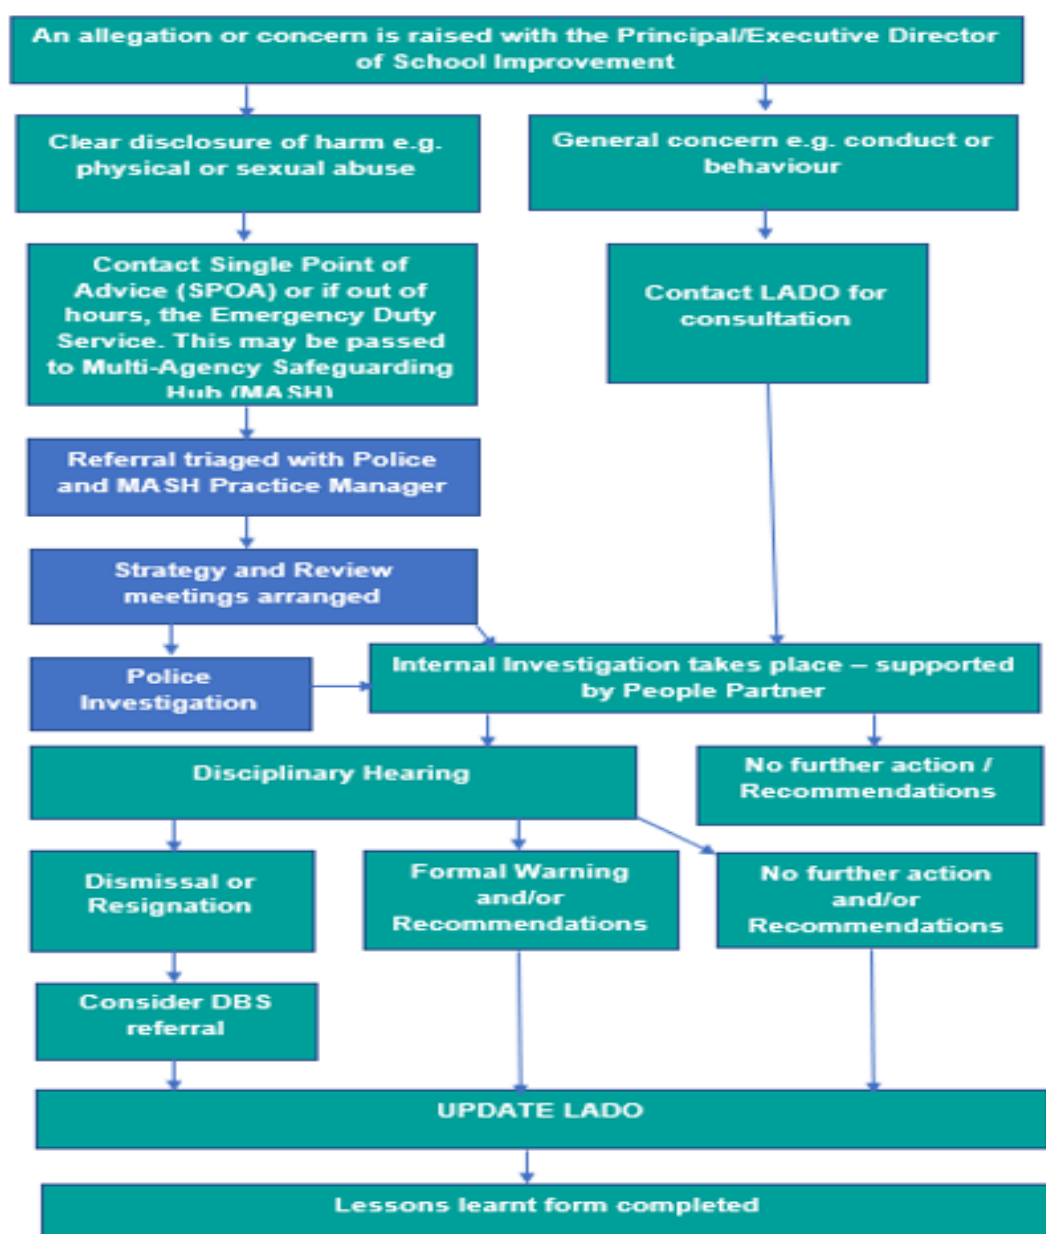 An allegation or concern is raised with the Principal/Executive Director
of School Improvement
Clear disclosure of harm e.g.
physical or sexual abuse
General concern e.g. conduct or
behaviour
Contact Single Point of
Advice (SPOA) or if out of
hours, the Emergency Duty
Service. This may be passed
to Multi-Agency Safeguarding
Hub (MASH)
Contact LADO for
consultation
Referral triaged with Police
and MASH Practice Manager
Strategy and Review
meetings arranged
Police
Investigation
Internal Investigation takes place – supported
by People Partner
Disciplinary Hearing
No further action /
Recommendations
Dismissal or
Resignation
Formal Warning
and/or
Recommendations
No further action
and/or
Recommendations
Consider DBS
referral
UPDATE LADO
Lessons learnt form completed